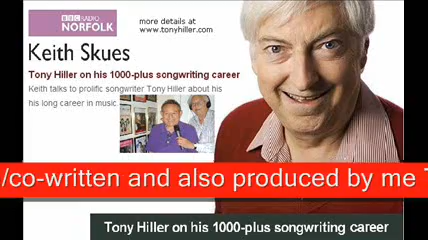 BBC RADIO
NORFOLK
more details at
www.tonyhiller.com
Keith Skues
Tony Hiller on his 1000-plus songwriting career
Keith talks to prolific songwriter Tony Hiller about his
his long career in music
/co-written and also produced by me
Tony Hiller on his 1000-plus songwriting career